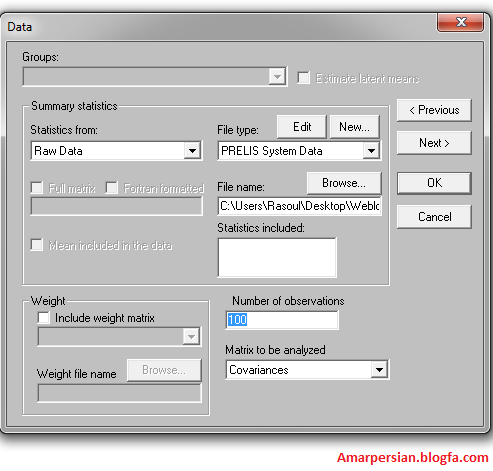 Data
Groups:
Estimate latent means
Summary statistics
Statistics from:
File type:
Edit
New...
Raw Data
PRELIS System Data
Full matrix
Fortran formatted
File name:
Browse...
C:\Users\Rasoul\Desktop\Weblo
Mean included in the data
Statistics included:
< Previous
Next >
OK
Cancel
Weight
Include weight matrix
Weight file name
Browse...
Number of observations
100
Matrix to be analyzed
Covariances
Amarpersian.blogfa.com